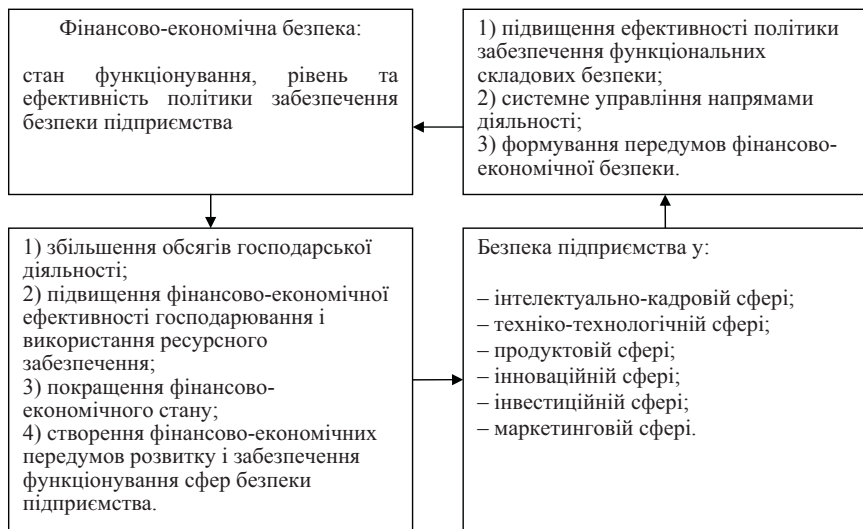 Фінансово-економічна безпека:
стан функціонування, рівень та
ефективність політики забезпечення
безпеки підприємства
1) підвищення ефективності політики
забезпечення функціональних
складових безпеки;
2) системне управління напрямами
діяльності;
3) формування передумов фінансово-
економічної безпеки.
1) збільшення обсягів господарської
діяльності;
2) підвищення фінансово-економічної
ефективності господарювання і
використання ресурсного
забезпечення;
3) покращення фінансово-
економічного стану;
4) створення фінансово-економічних
передумов розвитку і забезпечення
функціонування сфер безпеки
підприємства.
Безпека підприємства у:
– інтелектуально-кадровій сфері;
– техніко-технологічній сфері;
– продуктовій сфері;
– інноваційній сфері;
– інвестиційній сфері;
– маркетинговій сфері.